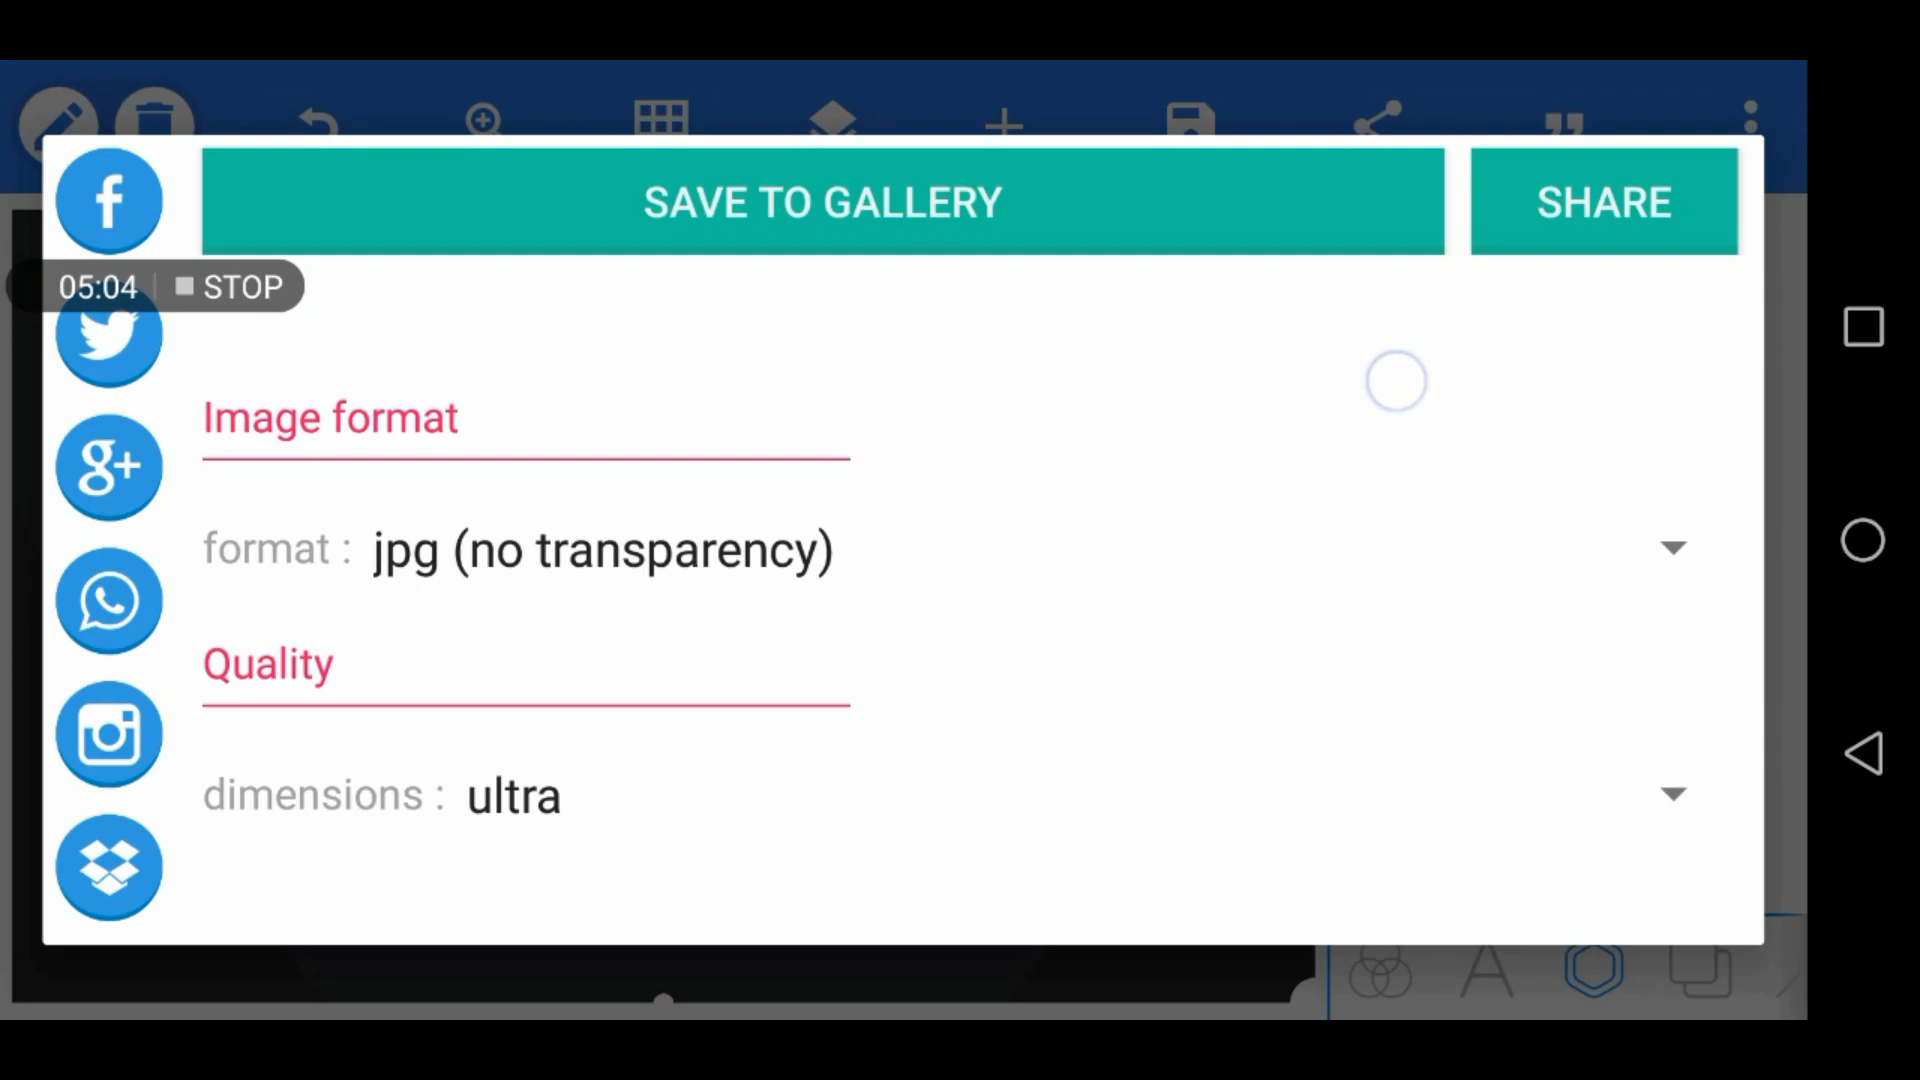 SAVE TO GALLERY
SHARE
05:04
STOP
Image format
format : jpg (no transparency)
Quality
dimensions : ultra